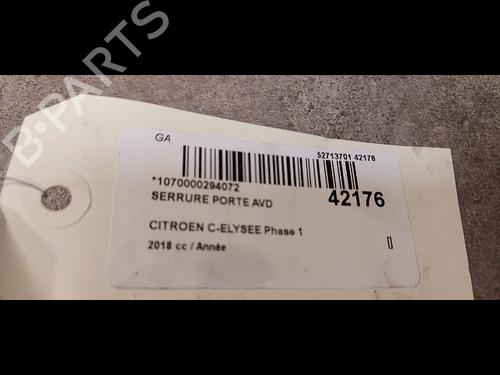 GA
52713701 42176
*1070000294072
SERRURE PORTE AVD
42176
CITROEN C-ELYSEE Phase 1
2018 cc / Année
B-PARTS